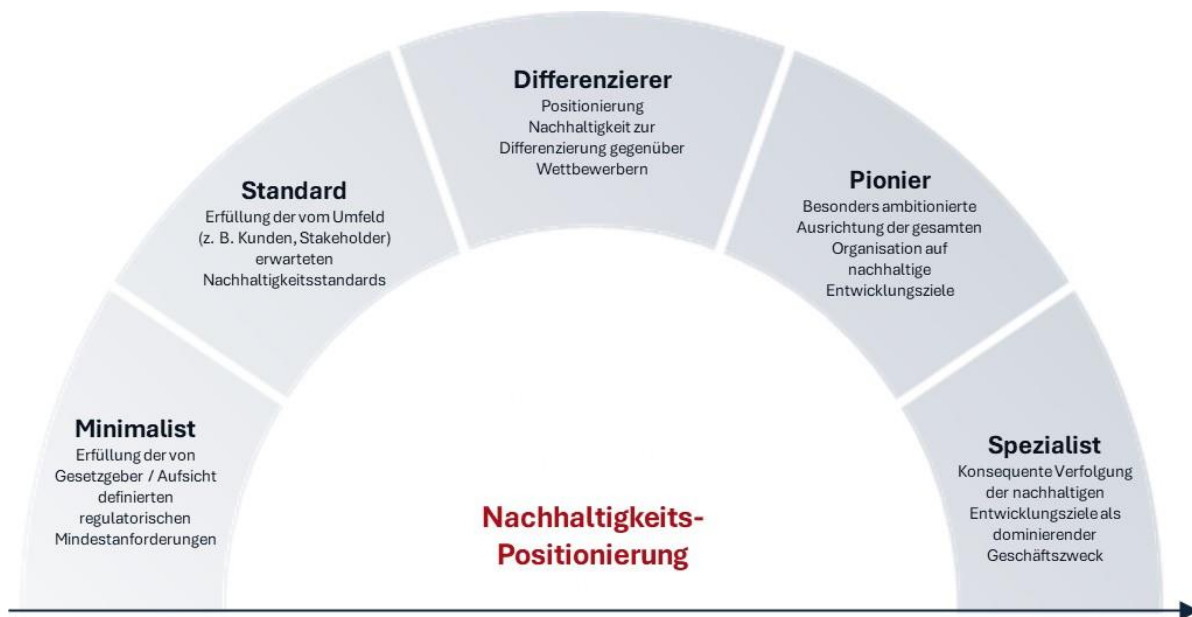 Differenzierer
Positionierung
Nachhaltigkeit zur
Differenzierung gegenüber
Wettbewerbern
Standard
Erfüllung der vom Umfeld
(z. B. Kunden, Stakeholder)
erwarteten
Nachhaltigkeitsstandards
Pionier
Besonders ambitionierte
Ausrichtung der gesamten
Organisation auf
nachhaltige
Entwicklungsziele
Minimalist
Erfüllung der von
Gesetzgeber / Aufsicht
definierten
regulatorischen
Mindestanforderungen
Spezialist
Konsequente Verfolgung
der nachhaltigen
Entwicklungsziele als
dominierender
Geschäftszweck
Nachhaltigkeits-
Positionierung